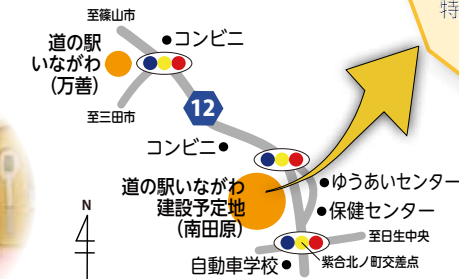 特
至篠山市
道の駅
いながわ
(万善)
コンビニ
至三田市
12
コンビニ
道の駅いながわ
建設予定地
(南田原)
ゆうあいセンター
保健センター
N
至日生中央
紫合北ノ町交差点
自動車学校